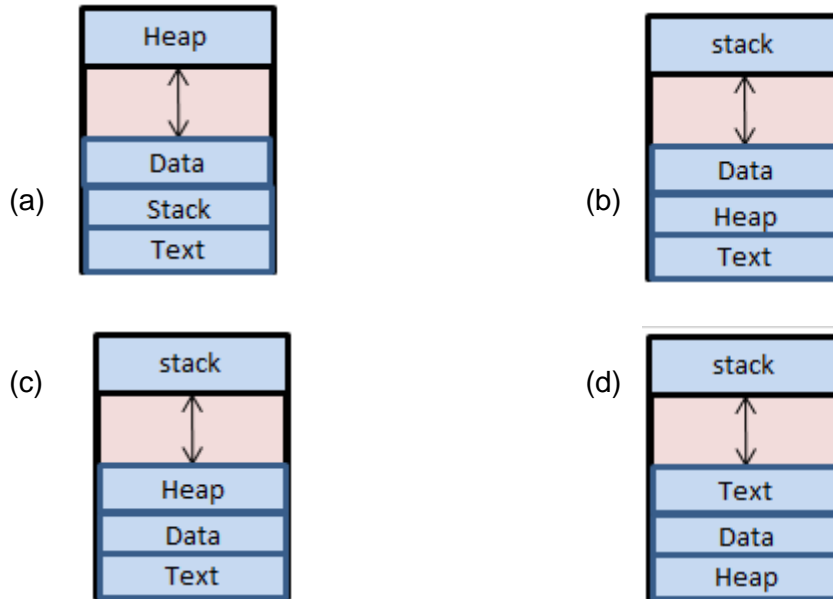 Heap
Data
(a)
Stack
Text
stack
Data
(b)
Heap
Text
(c)
stack
Heap
Data
Text
(d)
stack
Text
Data
Heap